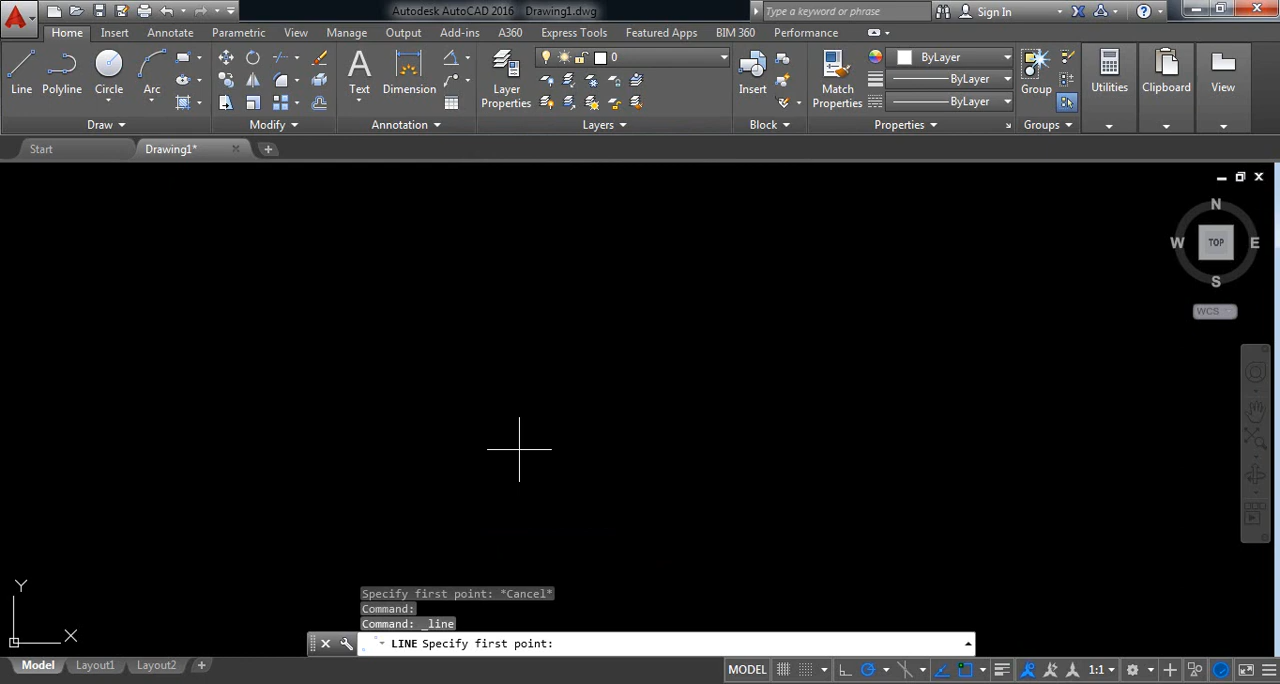 Autodesk AutoCAD 2016 Drawing1.dwg
Type a keyword or phrase
Sign In
Home Insert Annotate Parametric View Manage Output Add-ins A360 Express Tools Featured Apps BIM 360 Performance
Line Polyline Circle Arc
Draw
Modify
Text Dimension
Annotation
Layer
Properties
0
Layers
Insert
Block
Match
Properties
ByLayer
ByLayer
ByLayer
Properties
Group
Groups
Utilities
Clipboard
View
Start Drawing1*
N
W TOP E
S
WCS
Y
X
Specify first point: *Cancel*
Command:
Command: _line
LINE Specify first point:
Model Layout1 Layout2
MODEL 1:1